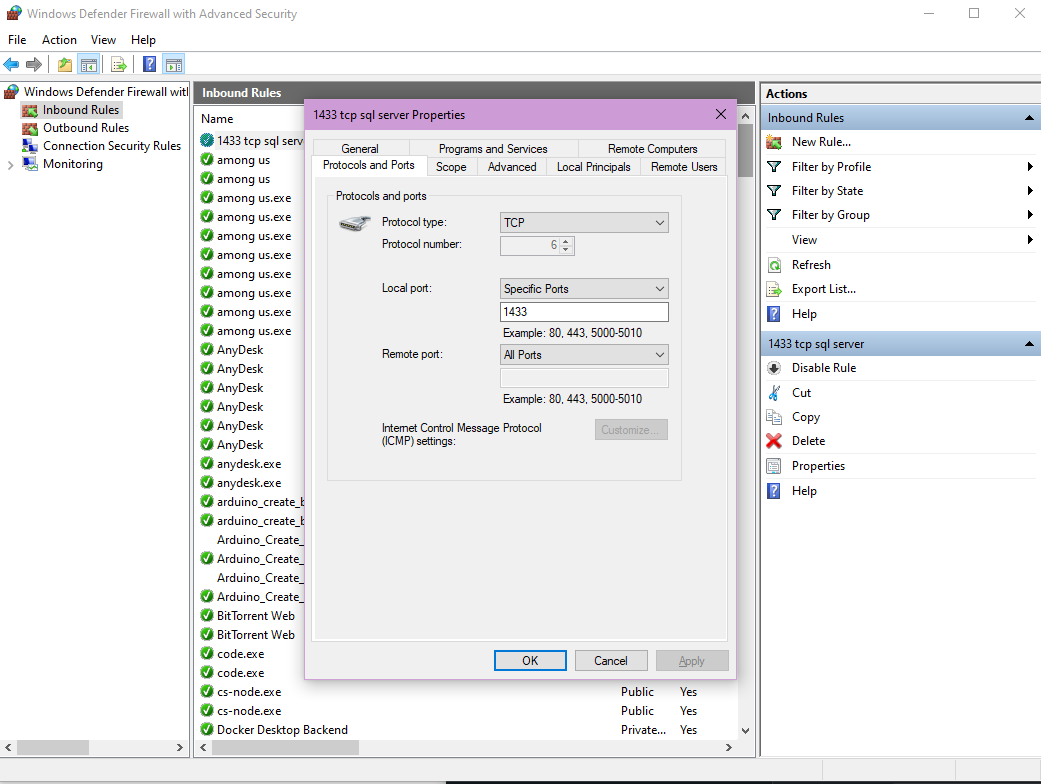 Windows Defender Firewall with Advanced Security
File Action View Help
Windows Defender Firewall with
Inbound Rules
Outbound Rules
Connection Security Rules
Monitoring
Inbound Rules
Name
1433 tcp sql serv
among us
among us
among us.exe
among us.exe
among us.exe
among us.exe
among us.exe
among us.exe
among us.exe
among us.exe
AnyDesk
AnyDesk
AnyDesk
AnyDesk
AnyDesk
AnyDesk
anydesk.exe
anydesk.exe
arduino_create_b
arduino_create_b
Arduino_Create_
Arduino_Create_
Arduino_Create_
Arduino_Create_
BitTorrent Web
BitTorrent Web
code.exe
code.exe
cs-node.exe Public Yes
cs-node.exe Public Yes
Docker Desktop Backend Private... Yes
1433 tcp sql server Properties
General Programs and Services Remote Computers
Protocols and Ports Scope Advanced Local Principals Remote Users
Protocols and ports
Protocol type: TCP
Protocol number: 6
Local port: Specific Ports
1433
Example: 80, 443, 5000-5010
Remote port: All Ports
Example: 80, 443, 5000-5010
Internet Control Message Protocol
(ICMP) settings: Customize...
OK Cancel Apply
Actions
Inbound Rules
New Rule...
Filter by Profile
Filter by State
Filter by Group
View
Refresh
Export List...
Help
1433 tcp sql server
Disable Rule
Cut
Copy
Delete
Properties
Help